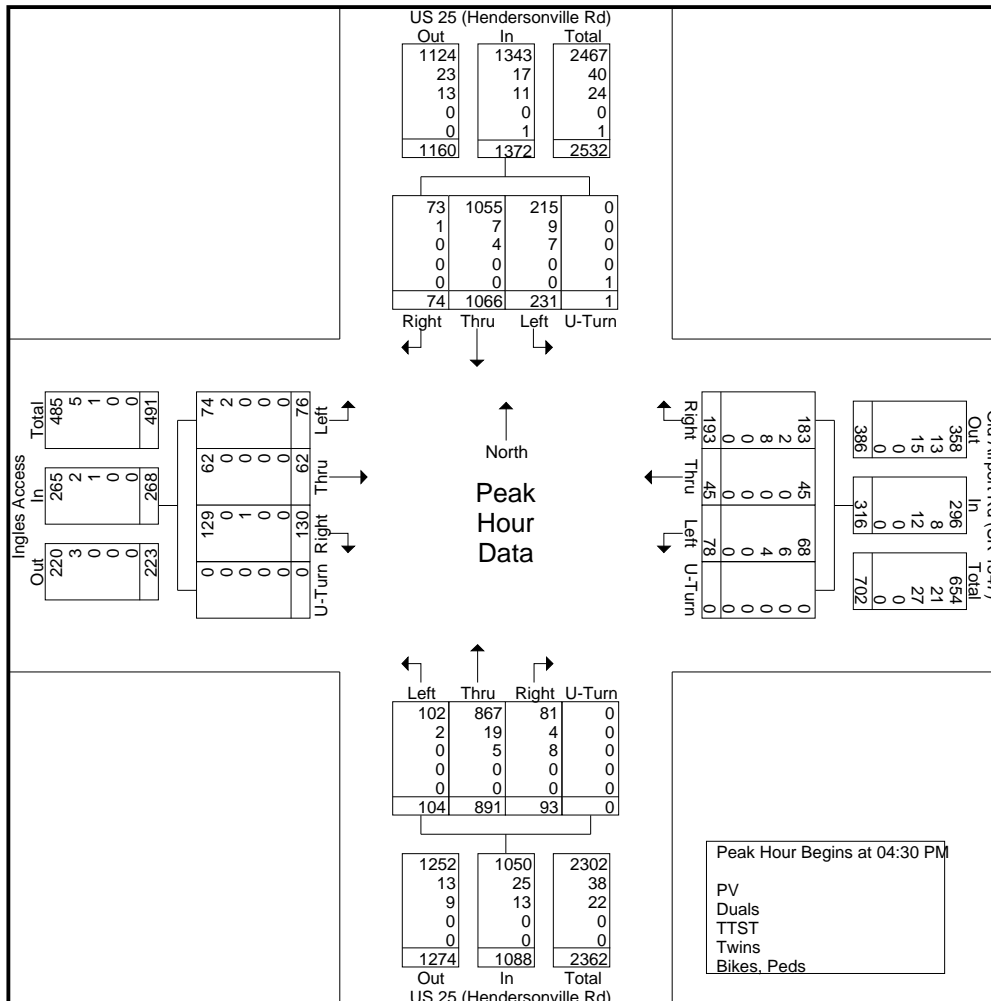 US 25 (Hendersonville Rd)
Out In Total
1124 1343 2467
23 17 40
13 11 24
0 0 0
0 1 1
1160 1372 2532
73 1055 215 0
1 7 9 0
0 4 7 0
0 0 0 0
0 0 0 1
74 1066 231 1
Right Thru Left U-Turn
Ingles Access
Total
485 5 1 0 0 491
In
265 2 1 0 0 268
Out
220 3 0 0 0 223
74 2 0 0 0 76
Left
62 0 0 0 0 62
Thru
129 0 1 0 0 130
Right
0 0 0 0 0 0
U-Turn
North
Peak
Hour
Data
Right
193 0 0 8 2 183
Thru
45 0 0 0 0 45
Left
78 0 0 4 6 68
U-Turn
0 0 0 0 0 0
386 0 0 15 13 358
Out
316 0 0 12 8 296
In
702 0 0 27 21 654
Total
Left Thru Right U-Turn
102 867 81 0
2 19 4 0
0 5 8 0
0 0 0 0
0 0 0 0
104 891 93 0
1252 1050 2302
13 25 38
9 13 22
0 0 0
0 0 0
1274 1088 2362
Out In Total
US 25 (Hendersonville Rd)
Peak Hour Begins at 04:30 PM
PV
Duals
TTST
Twins
Bikes, Peds